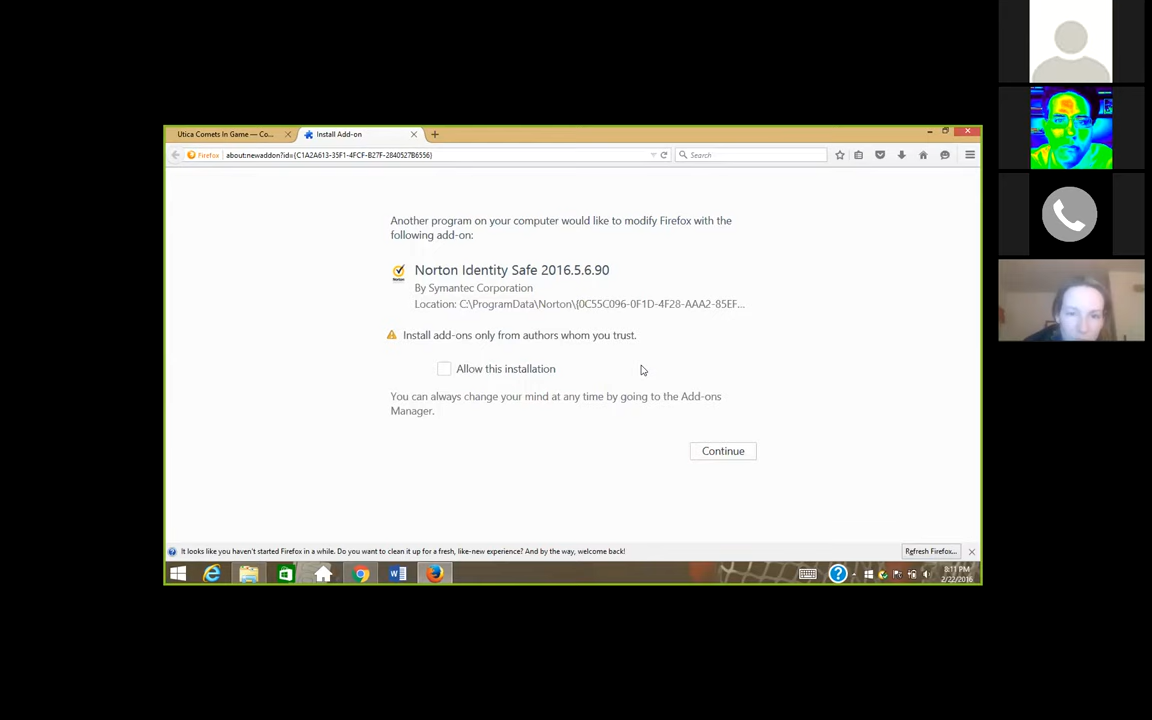 Utica Comets In Game — Co...
Install Add-on
Firefox
about:newaddon?id={C1A2A613-35F1-4FCF-B27F-2840527B6556}
Search
Another program on your computer would like to modify Firefox with the
following add-on:
Norton Identity Safe 2016.5.6.90
By Symantec Corporation
Location: C:\ProgramData\Norton\{0C55C096-0F1D-4F28-AAA2-85EF...
Norton
Install add-ons only from authors whom you trust.
Allow this installation
You can always change your mind at any time by going to the Add-ons
Manager.
Continue
It looks like you haven't started Firefox in a while. Do you want to clean it up for a fresh, like-new experience? And by the way, welcome back!
Refresh Firefox...
8:11 PM
2/22/2016